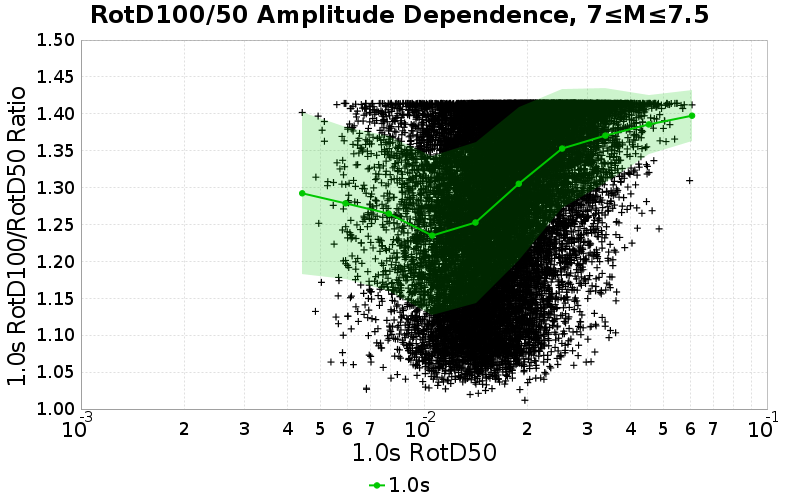 RotD100/50 Amplitude Dependence, 7≤M≤7.5
1.0s RotD100/RotD50 Ratio
1.50
1.45
1.40
1.35
1.30
1.25
1.20
1.15
1.10
1.05
1.00
10^-3 2 3 4 5 6 7 10^-2 2 3 4 5 6 7 10^-1
1.0s RotD50
1.0s